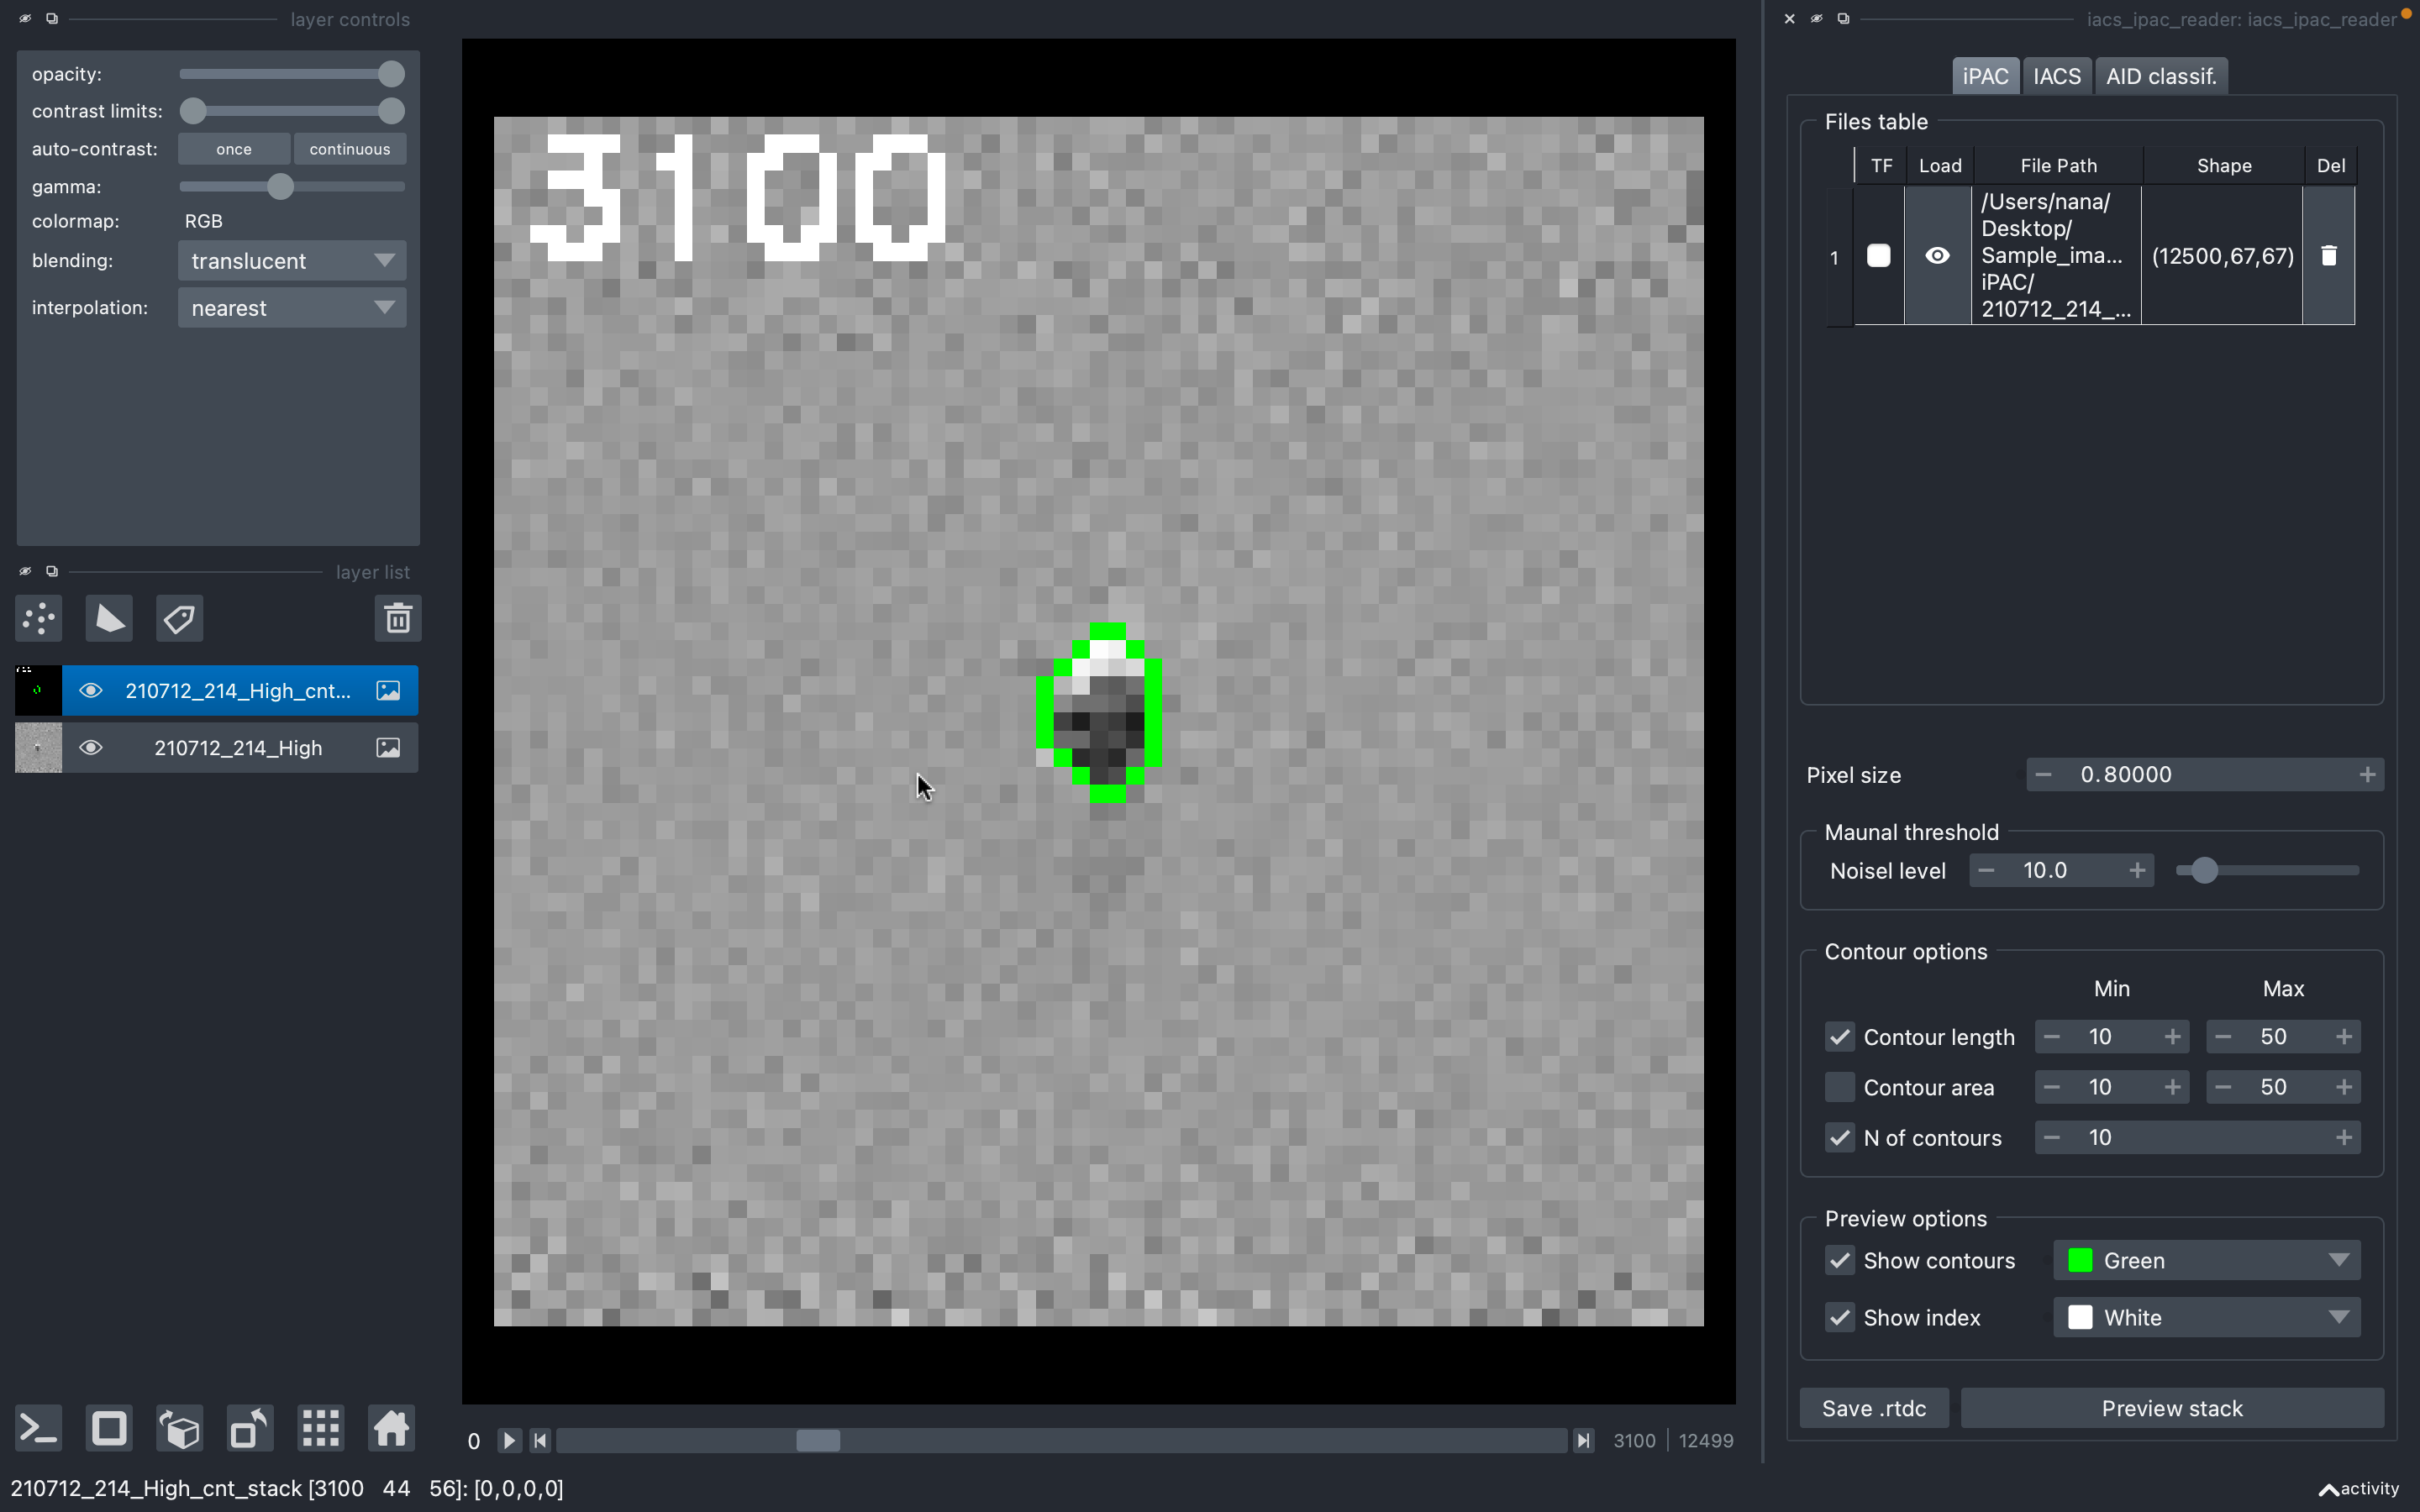 layer controls
opacity:
contrast limits:
auto-contrast: once continuous
gamma:
colormap: RGB
blending: translucent
interpolation: nearest
layer list
210712_214_High_cnt...
210712_214_High
3100
0
3100 | 12499
210712_214_High_cnt_stack [3100 44 56]: [0,0,0,0]
iacs_ipac_reader: iacs_ipac_reader
iPAC IACS AID classif.
Files table
TF Load File Path Shape Del
1
/Users/nana/
Desktop/
Sample_ima...
iPAC/
210712_214_...
(12500,67,67)
Pixel size − 0.80000 +
Maunal threshold
Noisel level − 10.0 +
Contour options
Min Max
Contour length − 10 + − 50 +
Contour area − 10 + − 50 +
N of contours − 10 +
Preview options
Show contours Green
Show index White
Save .rtdc Preview stack
activity